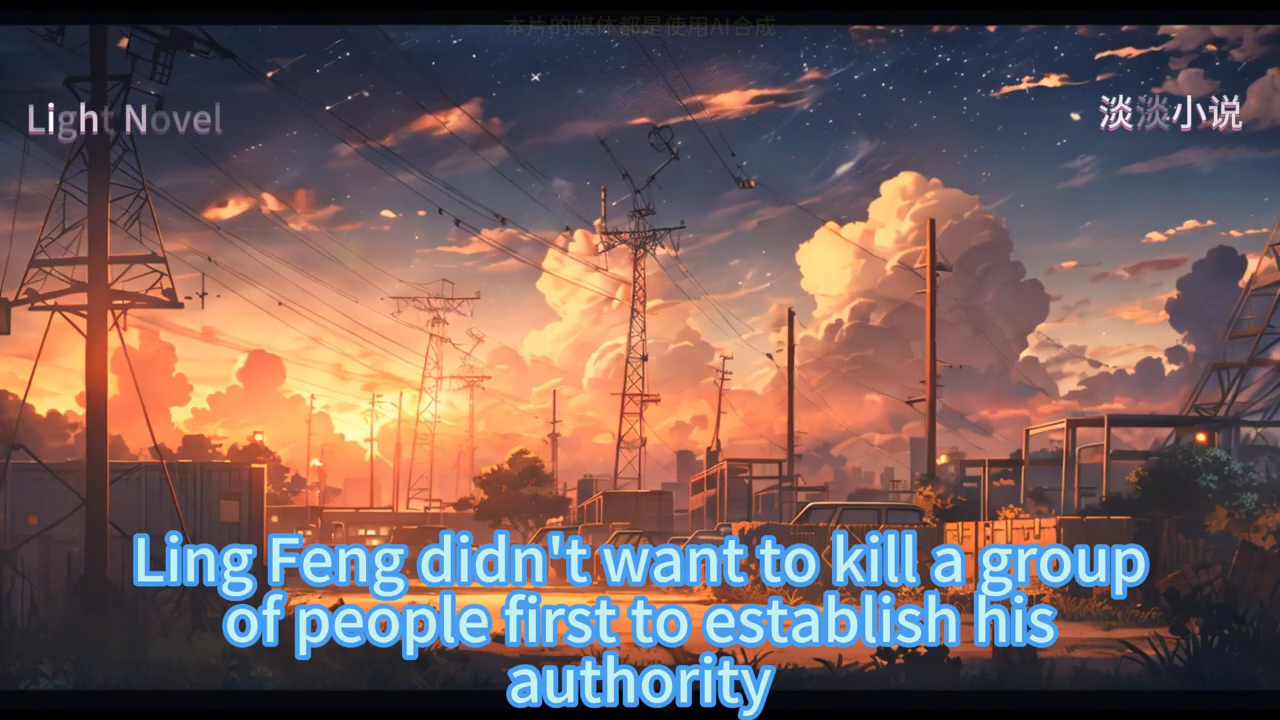 本片的媒体都是使用AI合成
Light Novel
淡淡小说
Ling Feng didn't want to kill a group
of people first to establish his
authority